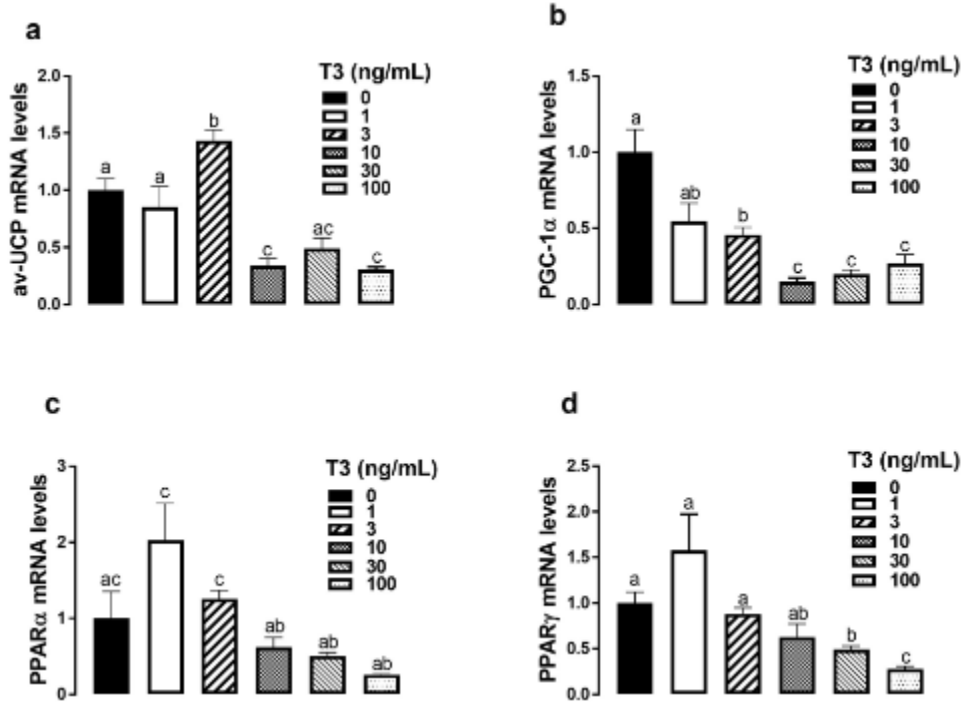 a
T3 (ng/mL)
0
1
3
10
30
100
av-UCP mRNA levels
2.0
1.5
1.0
0.5
0.0
a
a
b
c
ac
c
b
T3 (ng/mL)
0
1
3
10
30
100
PGC-1α mRNA levels
1.5
1.0
0.5
0.0
a
ab
b
c
c
c
c
T3 (ng/mL)
0
1
3
10
30
100
PPARα mRNA levels
3
2
1
0
ac
c
c
ab
ab
ab
d
T3 (ng/mL)
0
1
3
10
30
100
PPARγ mRNA levels
2.5
2.0
1.5
1.0
0.5
0.0
a
a
a
ab
b
c